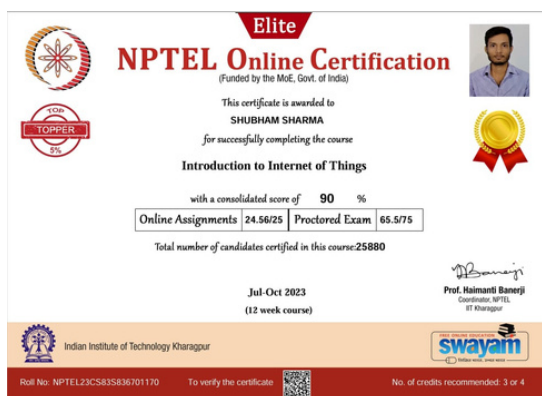 Elite
NPTEL Online Certification
(Funded by the MoE, Govt. of India)
This certificate is awarded to
SHUBHAM SHARMA
for successfully completing the course
TOP
TOPPER
5%
Introduction to Internet of Things
with a consolidated score of 90 %
Online Assignments 24.56/25 Proctored Exam 65.5/75
Total number of candidates certified in this course:25880
Jul-Oct 2023
(12 week course)
Prof. Haimanti Banerji
Coordinator, NPTEL
IIT Kharagpur
Indian Institute of Technology Kharagpur
FREE ONLINE EDUCATION
swayam
Roll No: NPTEL23CS83S836701170 To verify the certificate No. of credits recommended: 3 or 4